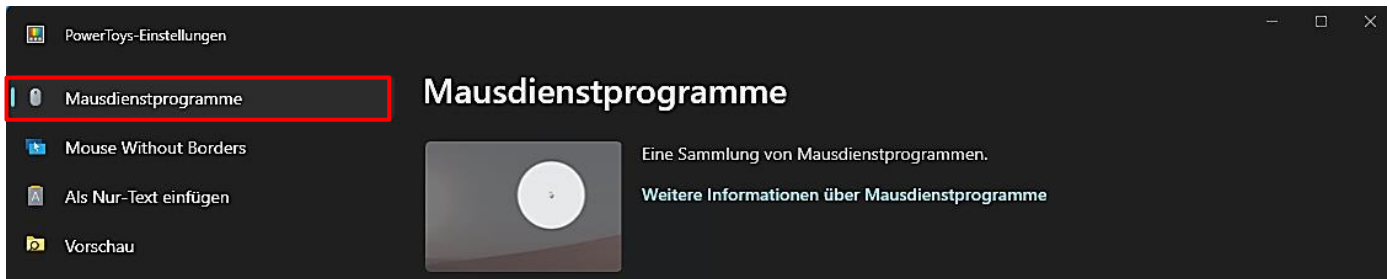 PowerToys-Einstellungen
Mausdienstprogramme
Mouse Without Borders
Als Nur-Text einfügen
Vorschau
Mausdienstprogramme
Eine Sammlung von Mausdienstprogrammen.
Weitere Informationen über Mausdienstprogramme